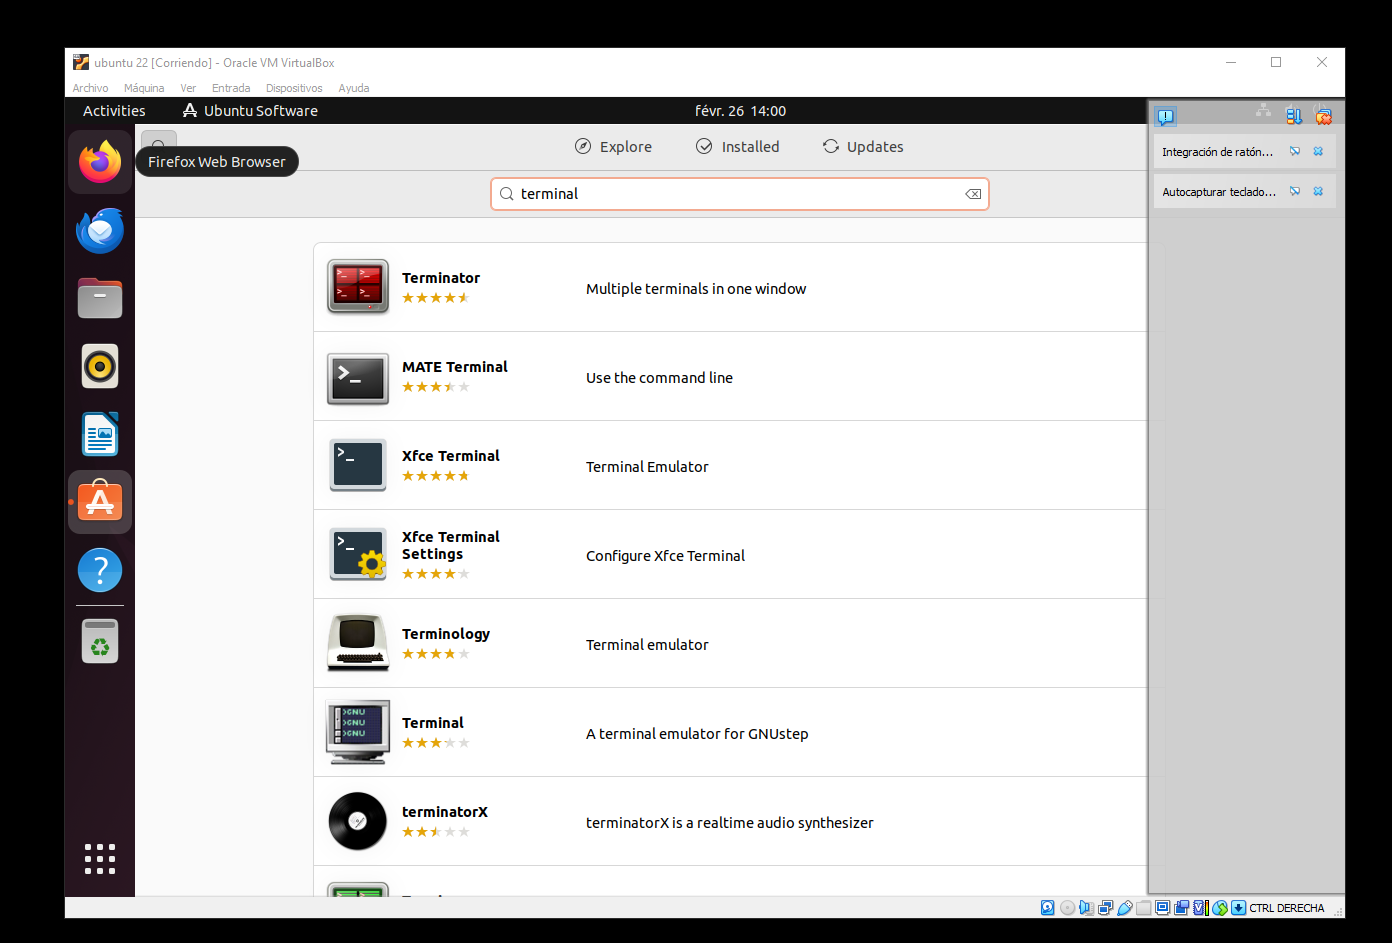 ubuntu 22 [Corriendo] - Oracle VM VirtualBox
Archivo Máquina Ver Entrada Dispositivos Ayuda
Activities Ubuntu Software févr. 26 14:00
Explore Installed Updates
Firefox Web Browser
terminal
Integración de ratón...
Autocapturar teclado...
Terminator
Multiple terminals in one window
MATE Terminal
Use the command line
Xfce Terminal
Terminal Emulator
Xfce Terminal
Settings
Configure Xfce Terminal
Terminology
Terminal emulator
Terminal
A terminal emulator for GNUstep
terminatorX
terminatorX is a realtime audio synthesizer
CTRL DERECHA